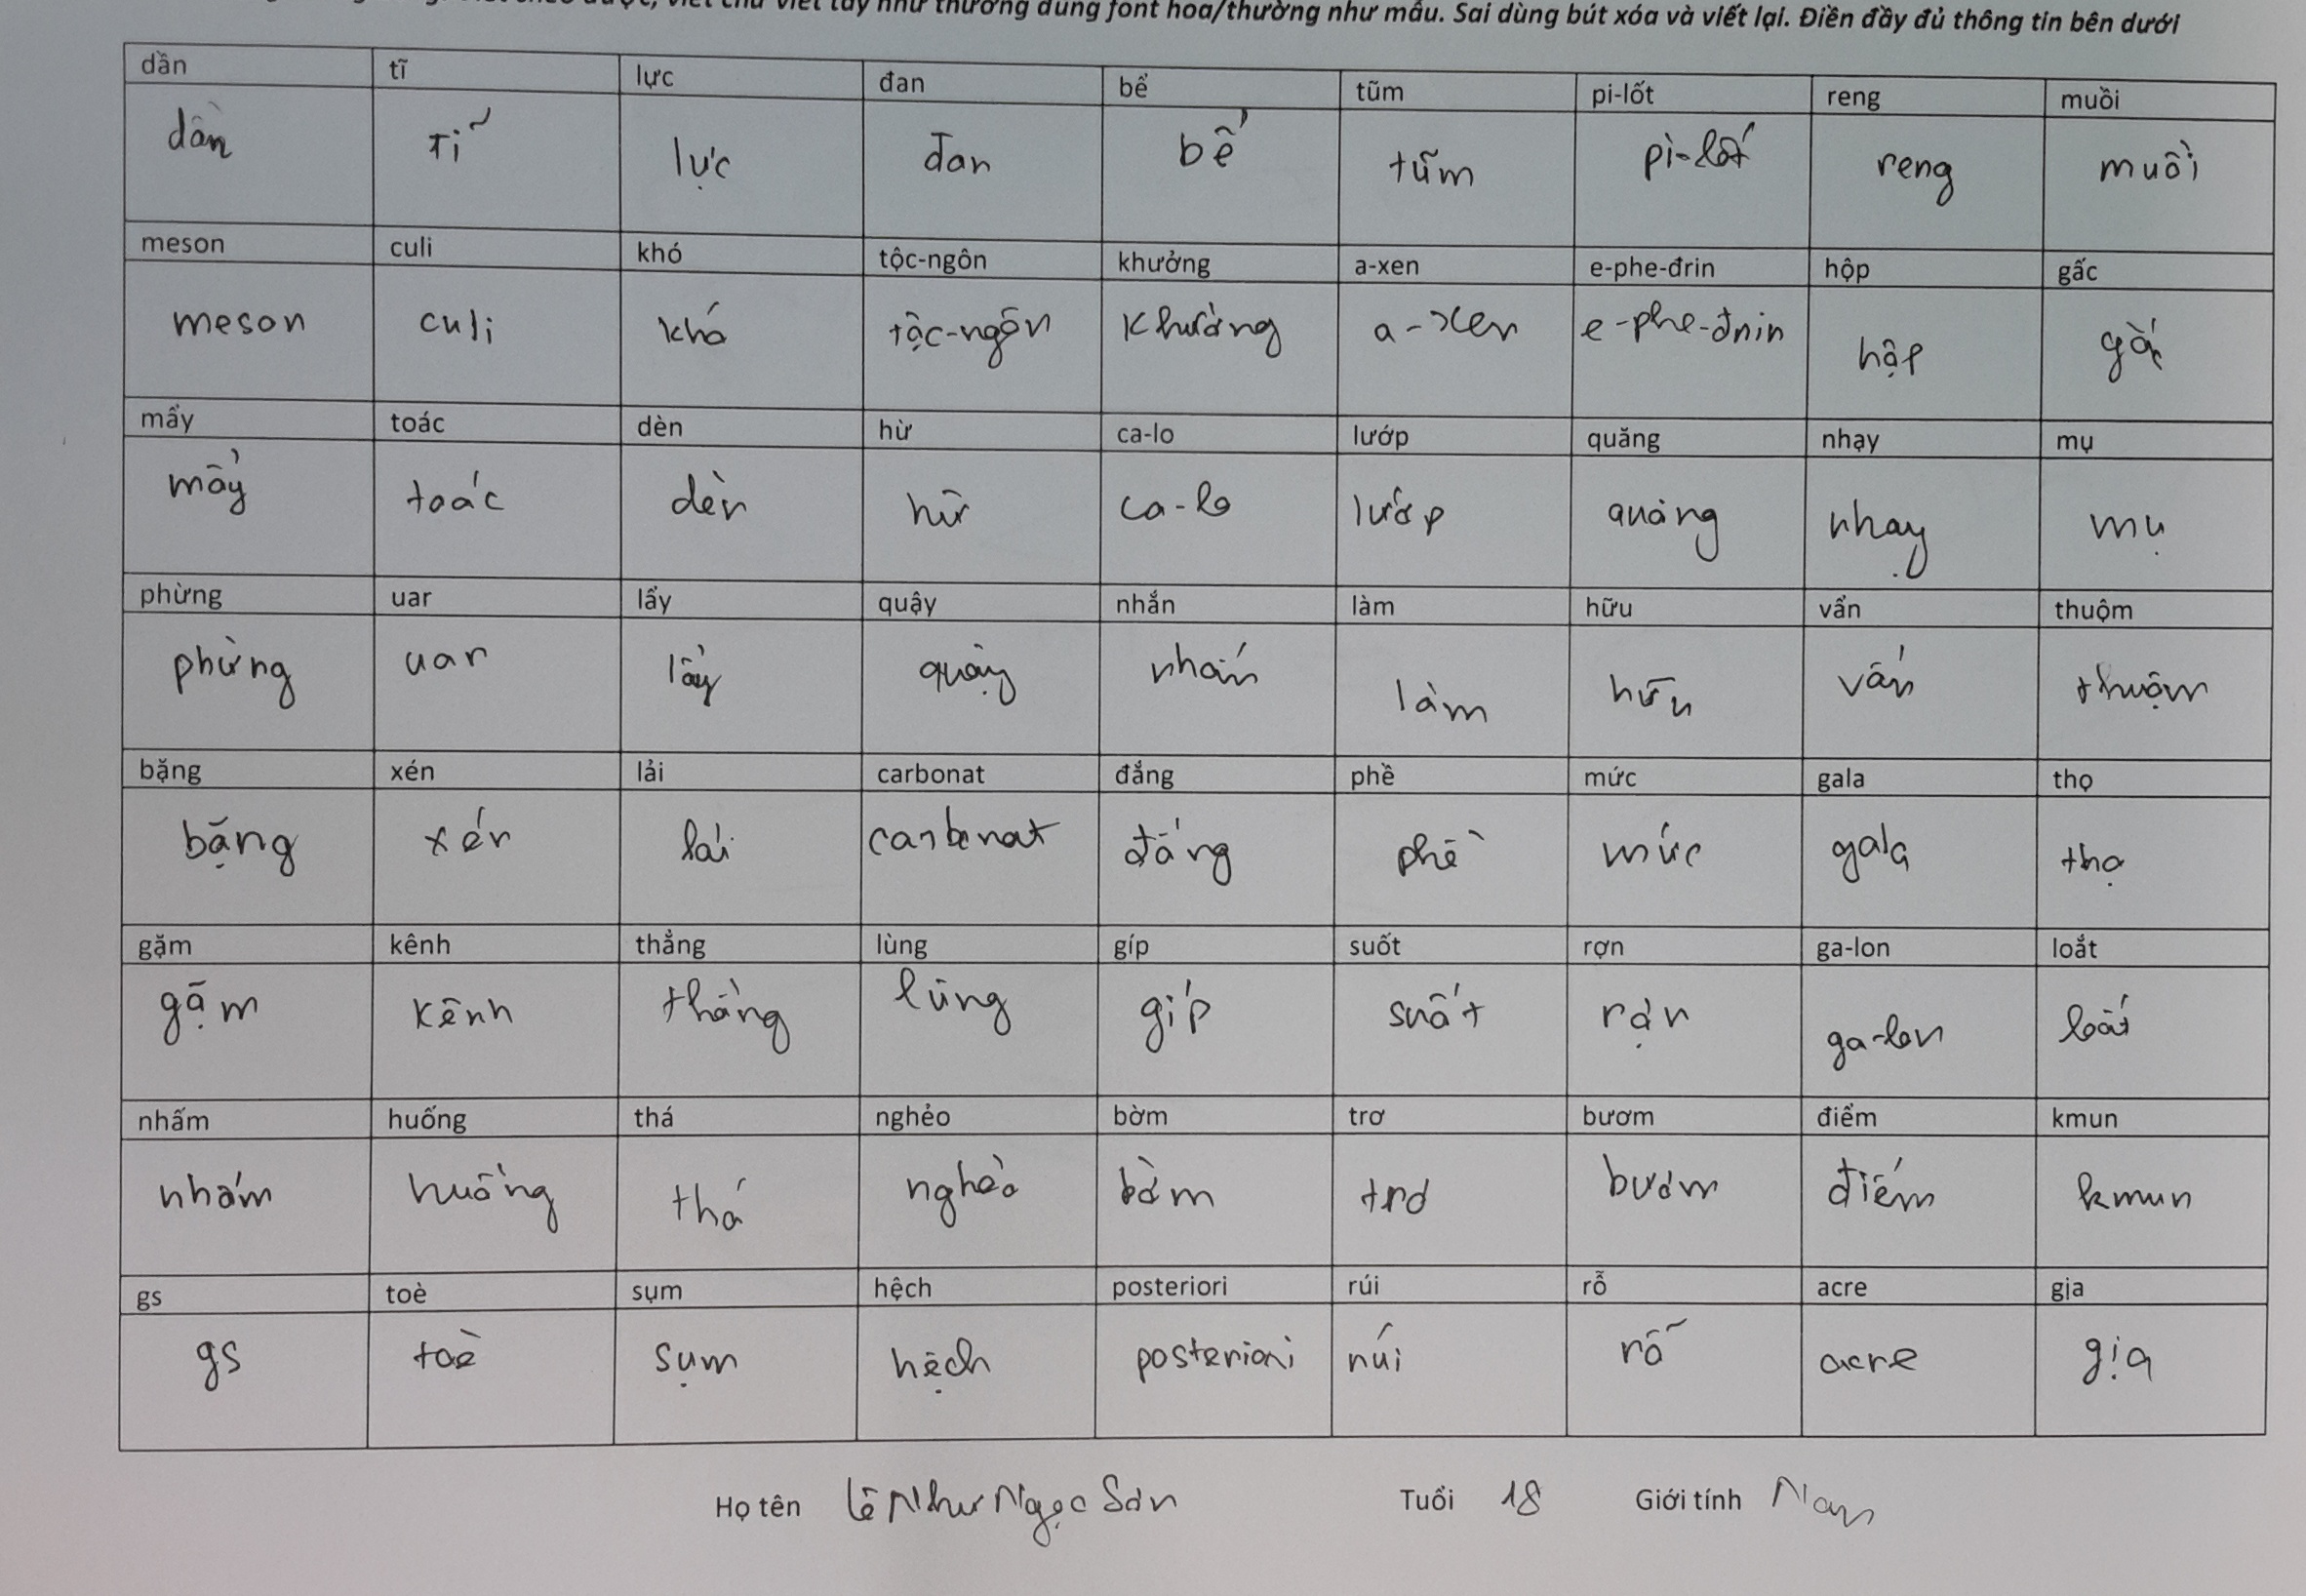 viết chữ viết tay như thường dùng font hoa/thường như mẫu. Sai dùng bút xóa và viết lại. Điền đầy đủ thông tin bên dưới
dần tĩ lực đan bể tũm pi-lốt reng muồi
dần tĩ lực đan bể tũm pi-lốt reng muồi
meson culi khó tộc-ngôn khưởng a-xen e-phe-đrin hộp gấc
meson culi khó tộc-ngôn khưởng a-xen e-phe-đrin hộp gấc
mẩy toác dèn hừ ca-lo lướp quăng nhạy mụ
mẩy toác dèn hừ ca-lo lướp quăng nhạy mụ
phừng uar lẩy quậy nhắn làm hữu vẩn thuộm
phừng uar lẩy quậy nhắn làm hữu vẩn thuộm
bặng xén lải carbonat đắng phề mức gala thọ
bặng xén lải carbonat đắng phề mức gala thọ
gặm kênh thẳng lùng gíp suốt rợn ga-lon loắt
gặm kênh thẳng lùng gíp suốt rợn ga-lon loắt
nhấm huống thá nghẻo bờm trơ bươm điểm kmun
nhấm huống thá nghẻo bờm trơ bươm điểm kmun
gs toè sụm hệch posteriori rúi rỗ acre gịa
gs toè sụm hệch posteriori rúi rỗ acre gịa
Họ tên Lê Như Ngọc Sơn Tuổi 18 Giới tính Nam